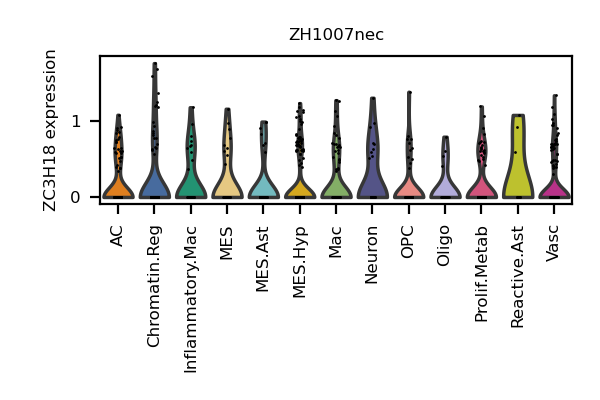 ZH1007nec
ZC3H18 expression
1
0
AC
Chromatin.Reg
Inflammatory.Mac
MES
MES.Ast
MES.Hyp
Mac
Neuron
OPC
Oligo
Prolif.Metab
Reactive.Ast
Vasc